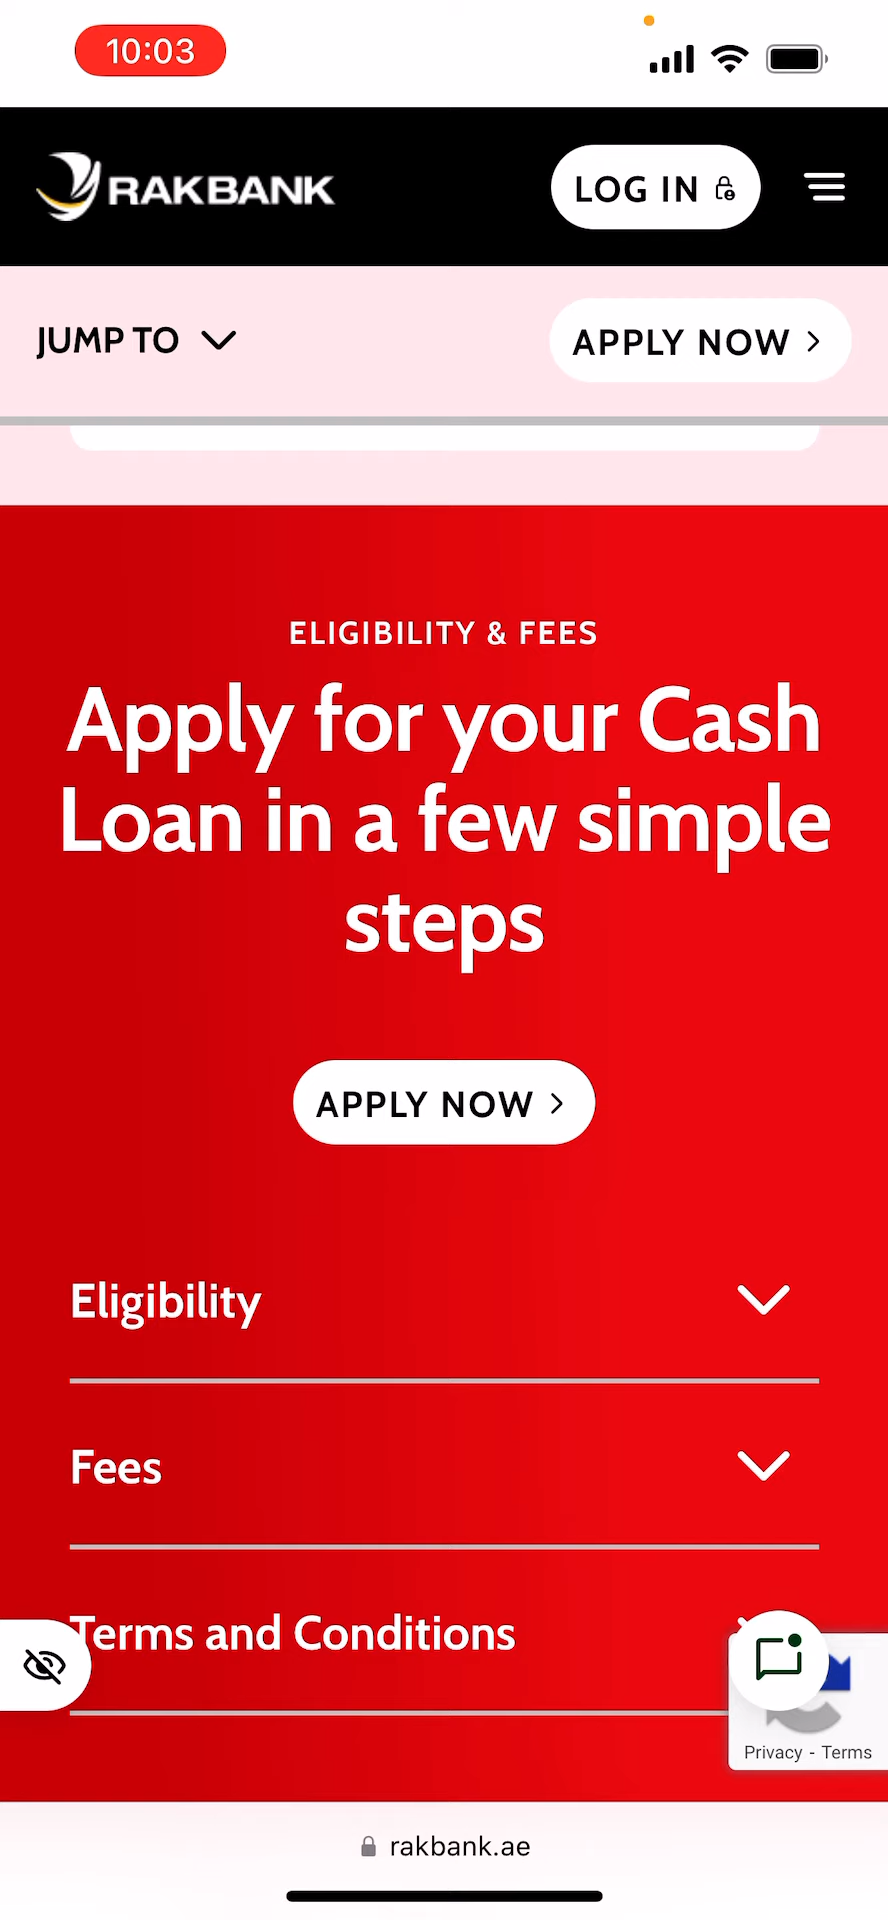 10:03
RAKBANK
LOG IN
JUMP TO
APPLY NOW
ELIGIBILITY & FEES
Apply for your Cash
Loan in a few simple
steps
APPLY NOW
Eligibility
Fees
Terms and Conditions
Privacy - Terms
rakbank.ae